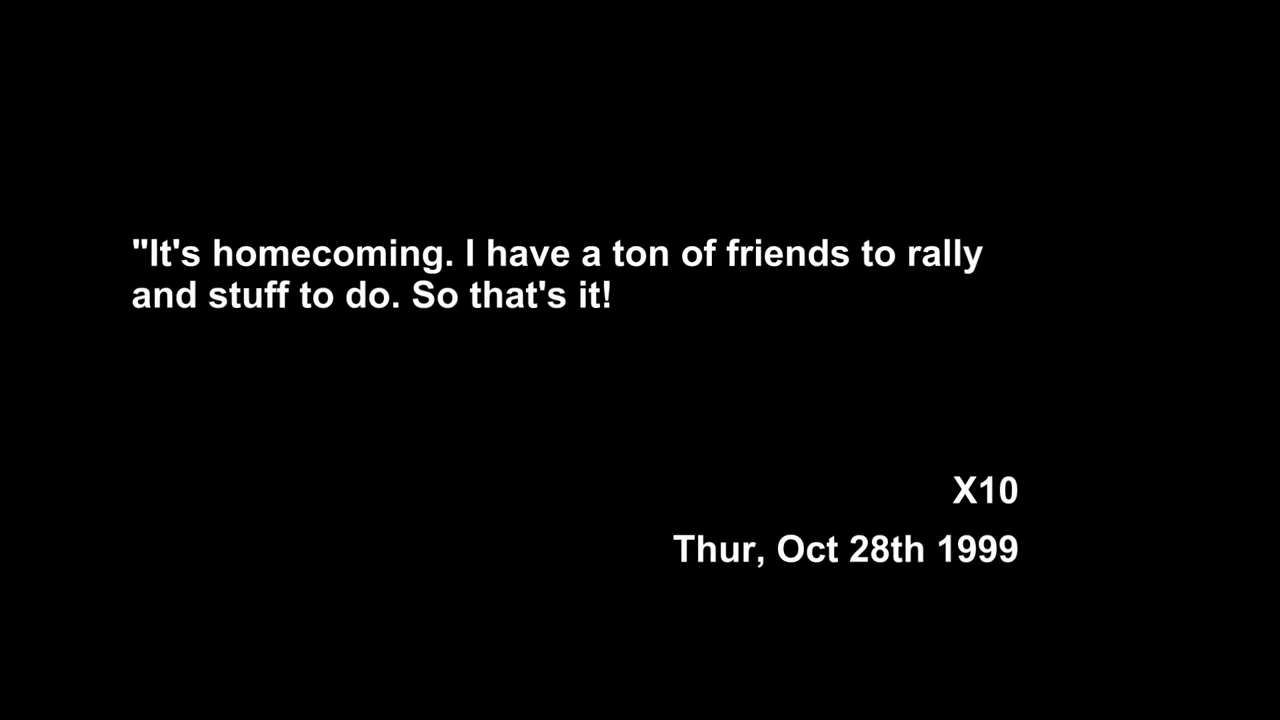 "It's homecoming. I have a ton of friends to rally
and stuff to do. So that's it!
X10
Thur, Oct 28th 1999